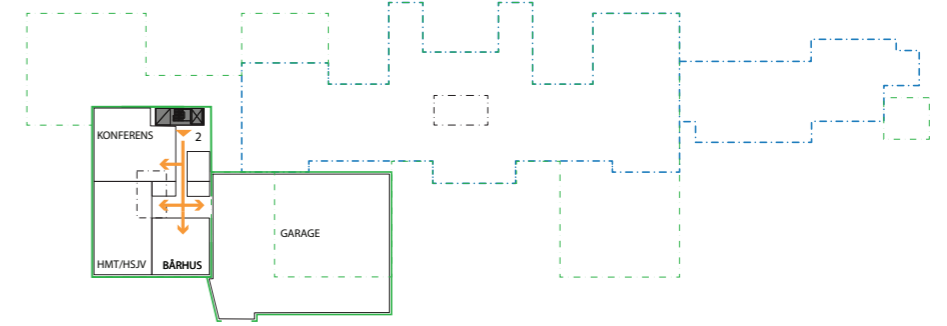 KONFERENS
2
GARAGE
HMT/HSJV
BÅRHUS